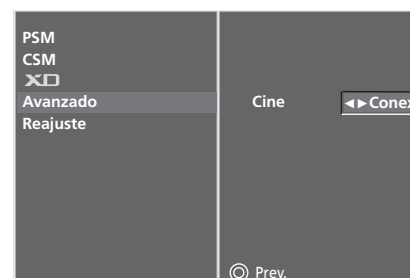 PSM
CSM
XD
Avanzado
Reajuste
Cine ◄► Conex
◎ Prev.